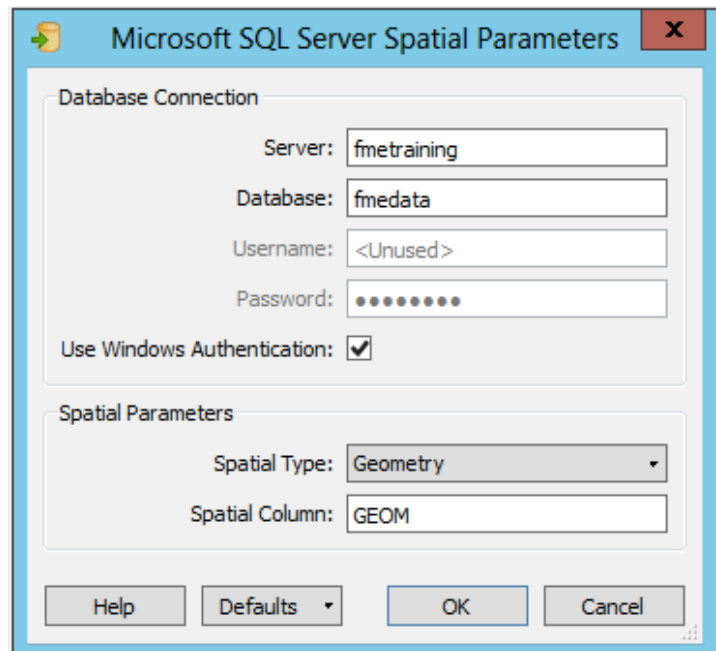 Microsoft SQL Server Spatial Parameters
x
Database Connection
Server: fmetraining
Database: fmedata
Username: <Unused>
Password: ●●●●●●●●
Use Windows Authentication:
Spatial Parameters
Spatial Type: Geometry
Spatial Column: GEOM
Help Defaults OK Cancel